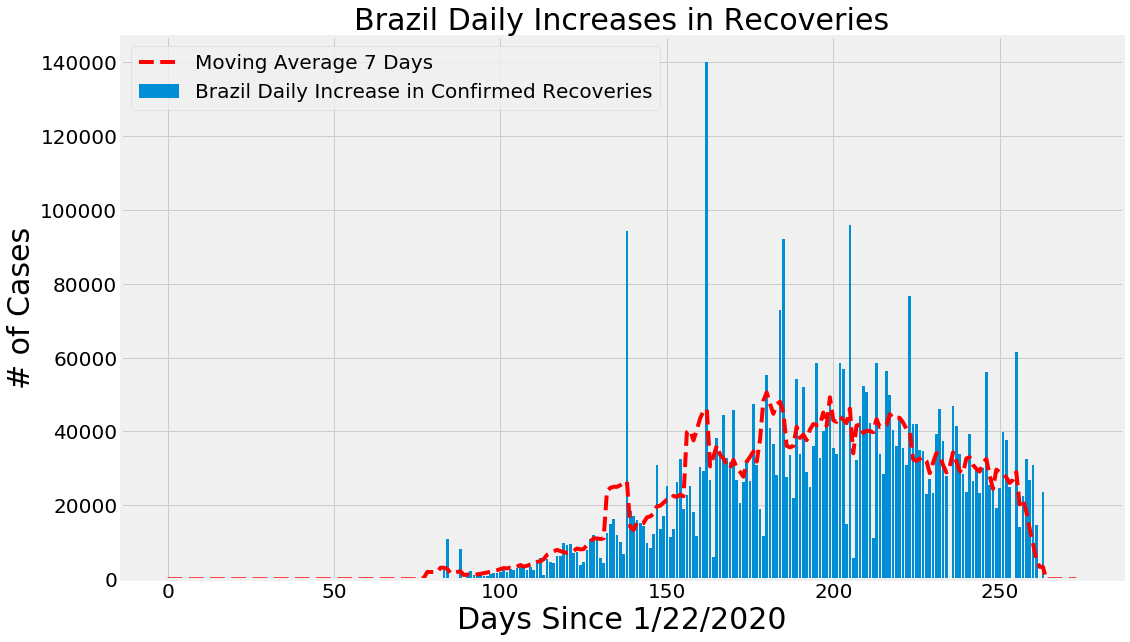 Brazil Daily Increases in Recoveries
Moving Average 7 Days
Brazil Daily Increase in Confirmed Recoveries
# of Cases
140000
120000
100000
80000
60000
40000
20000
0
0 50 100 150 200 250
Days Since 1/22/2020